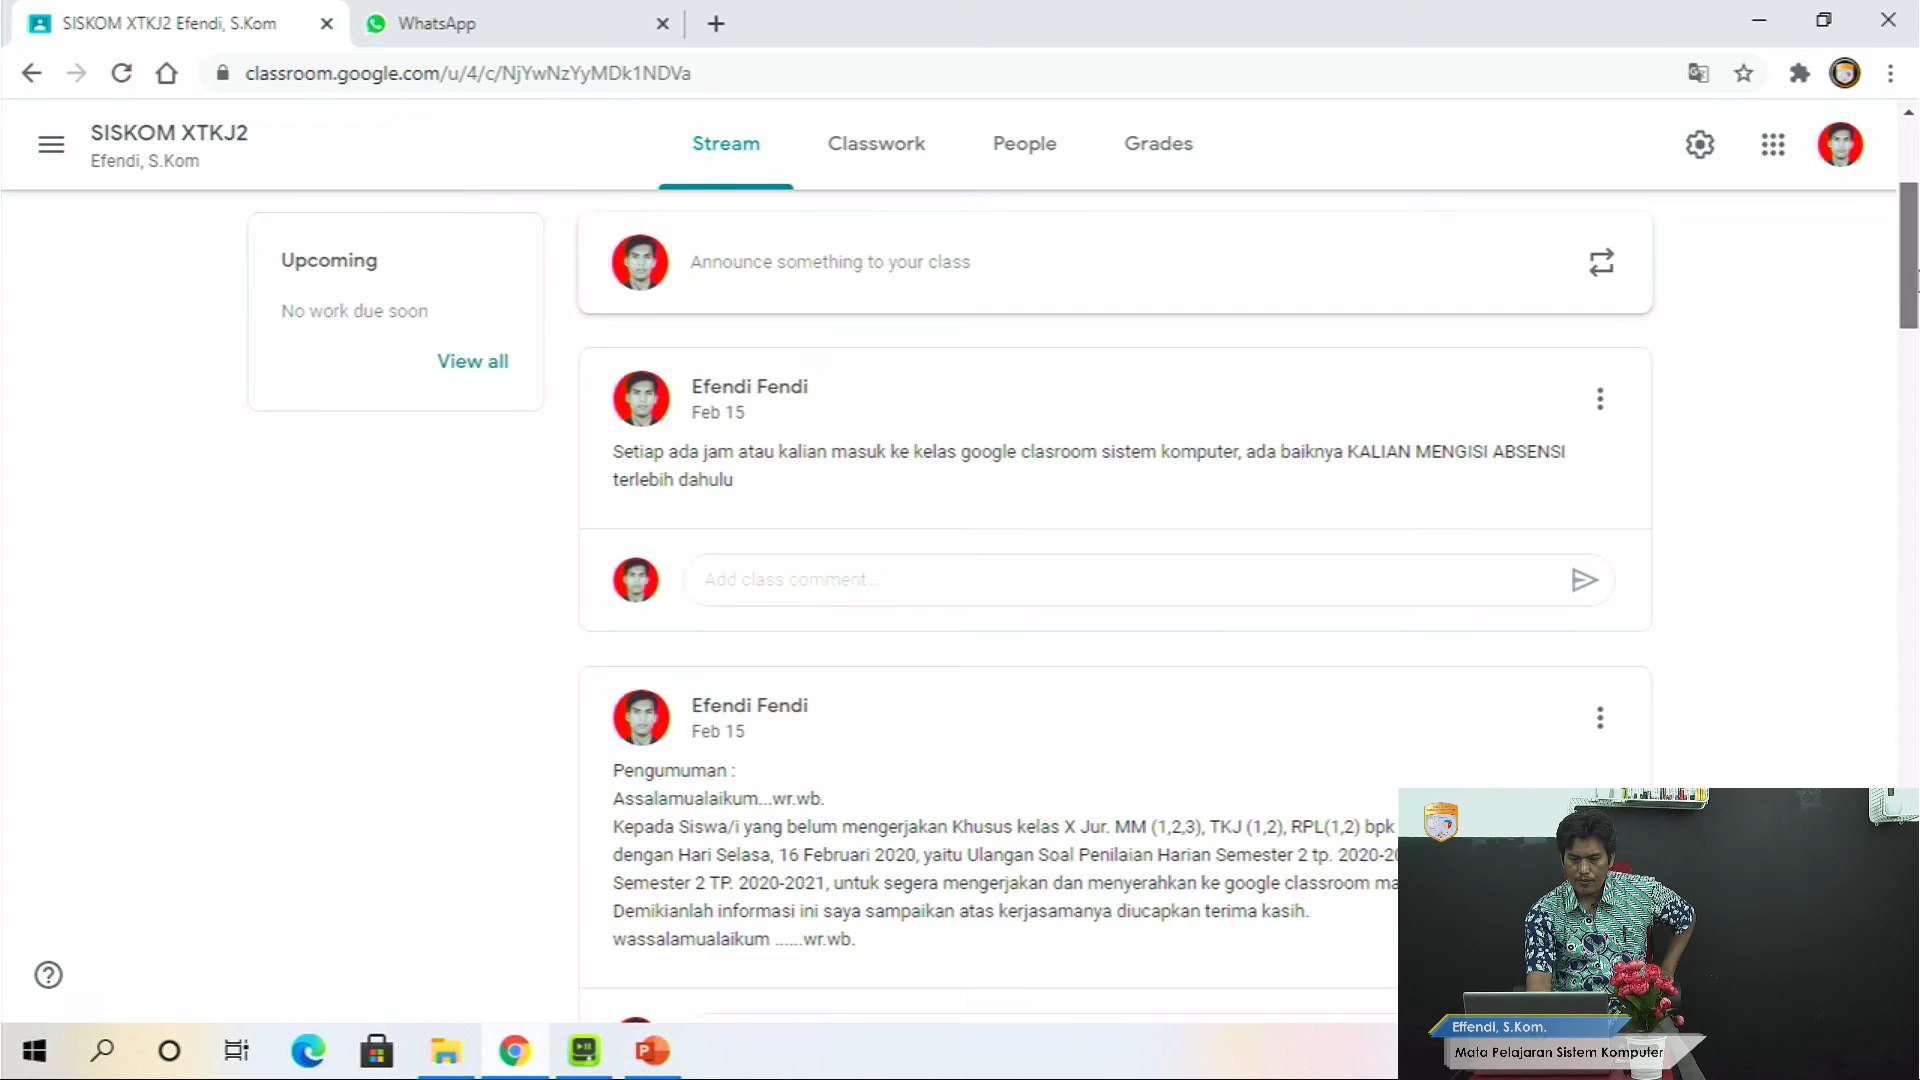 SISKOM XTKJ2 Efendi, S.Kom
WhatsApp
classroom.google.com/u/4/c/NjYwNzYyMDk1NDVa
SISKOM XTKJ2
Efendi, S.Kom
Stream
Classwork
People
Grades
Upcoming
No work due soon
View all
Announce something to your class
Efendi Fendi
Feb 15
Setiap ada jam atau kalian masuk ke kelas google clasroom sistem komputer, ada baiknya KALIAN MENGISI ABSENSI
terlebih dahulu
Add class comment...
Efendi Fendi
Feb 15
Pengumuman :
Assalamualaikum...wr.wb.
Kepada Siswa/i yang belum mengerjakan Khusus kelas X Jur. MM (1,2,3), TKJ (1,2), RPL(1,2) bpk
dengan Hari Selasa, 16 Februari 2020, yaitu Ulangan Soal Penilaian Harian Semester 2 tp. 2020-20
Semester 2 TP. 2020-2021, untuk segera mengerjakan dan menyerahkan ke google classroom ma
Demikianlah informasi ini saya sampaikan atas kerjasamanya diucapkan terima kasih.
wassalamualaikum ......wr.wb.
Effendi, S.Kom.
Mata Pelajaran Sistem Komputer